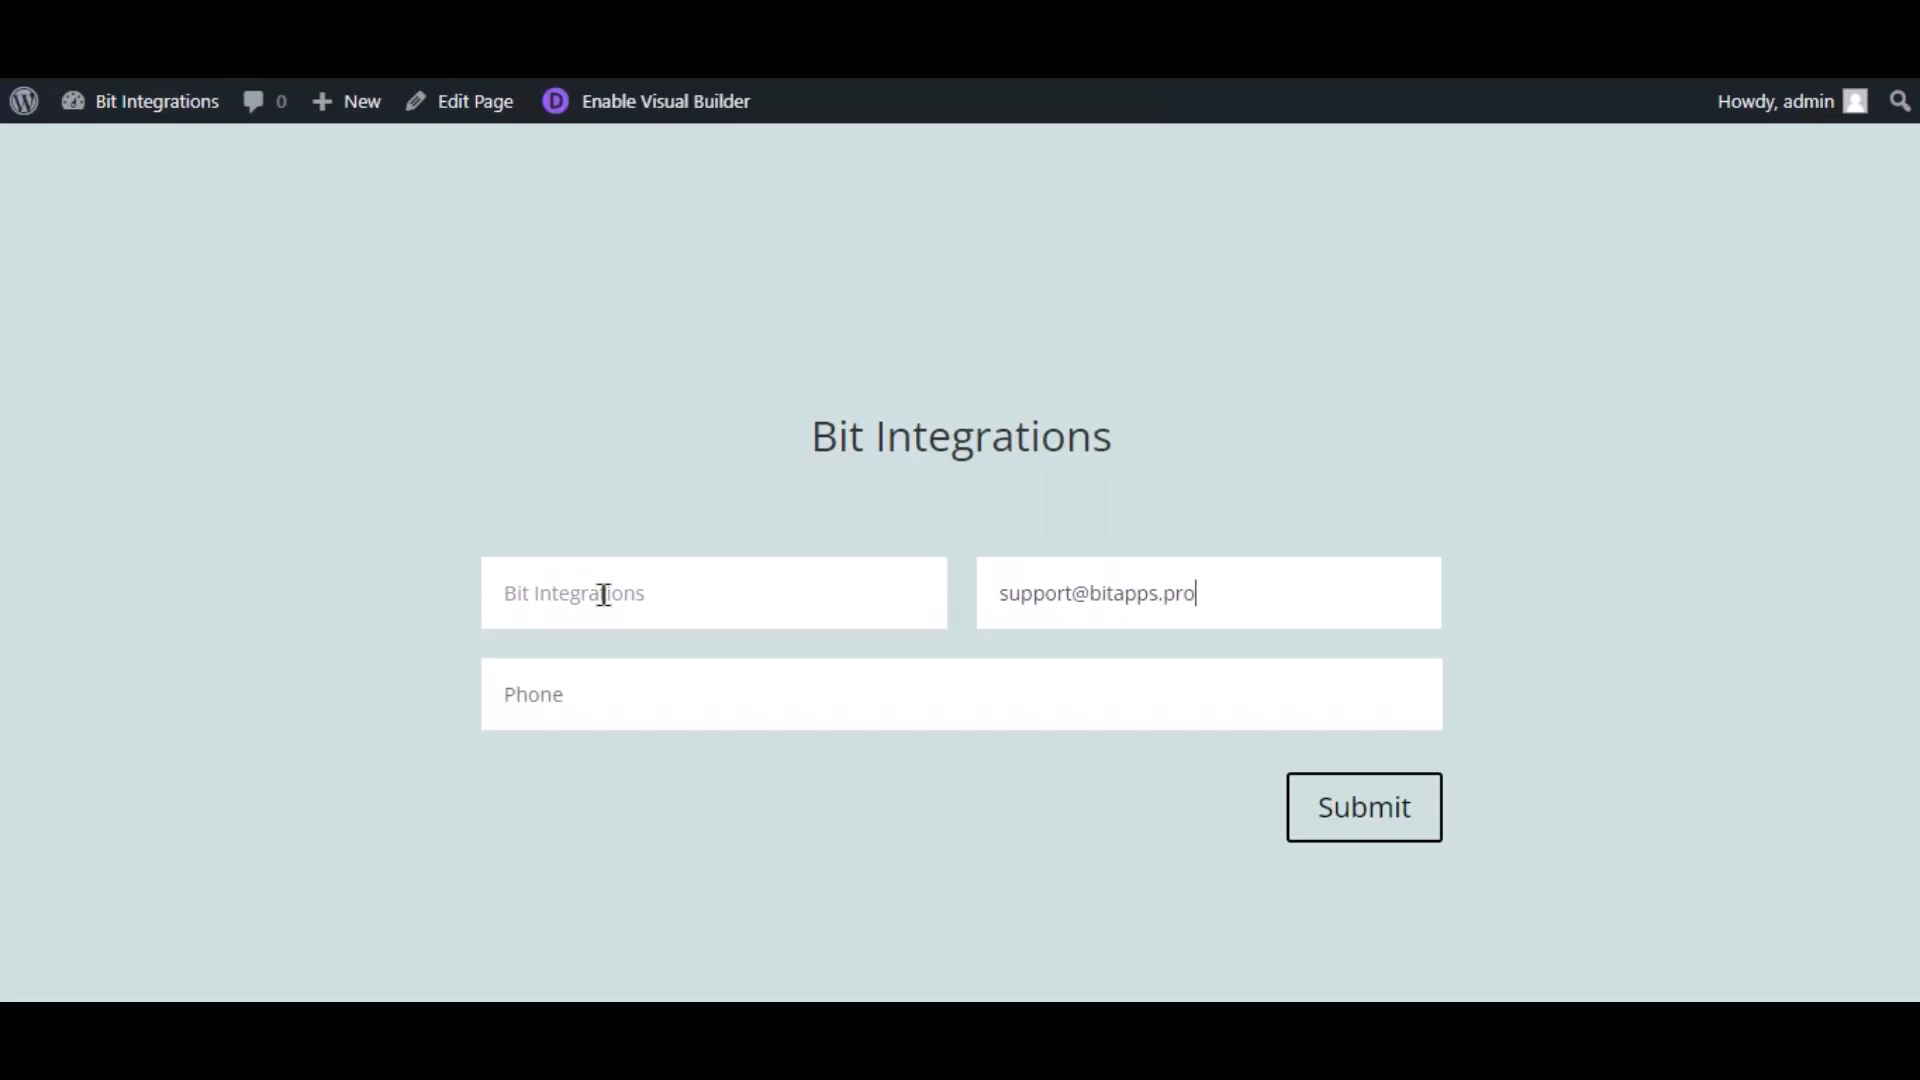 Bit Integrations 0 New Edit Page D Enable Visual Builder Howdy, admin
Bit Integrations
Bit Integrations support@bitapps.pro
Phone
Submit